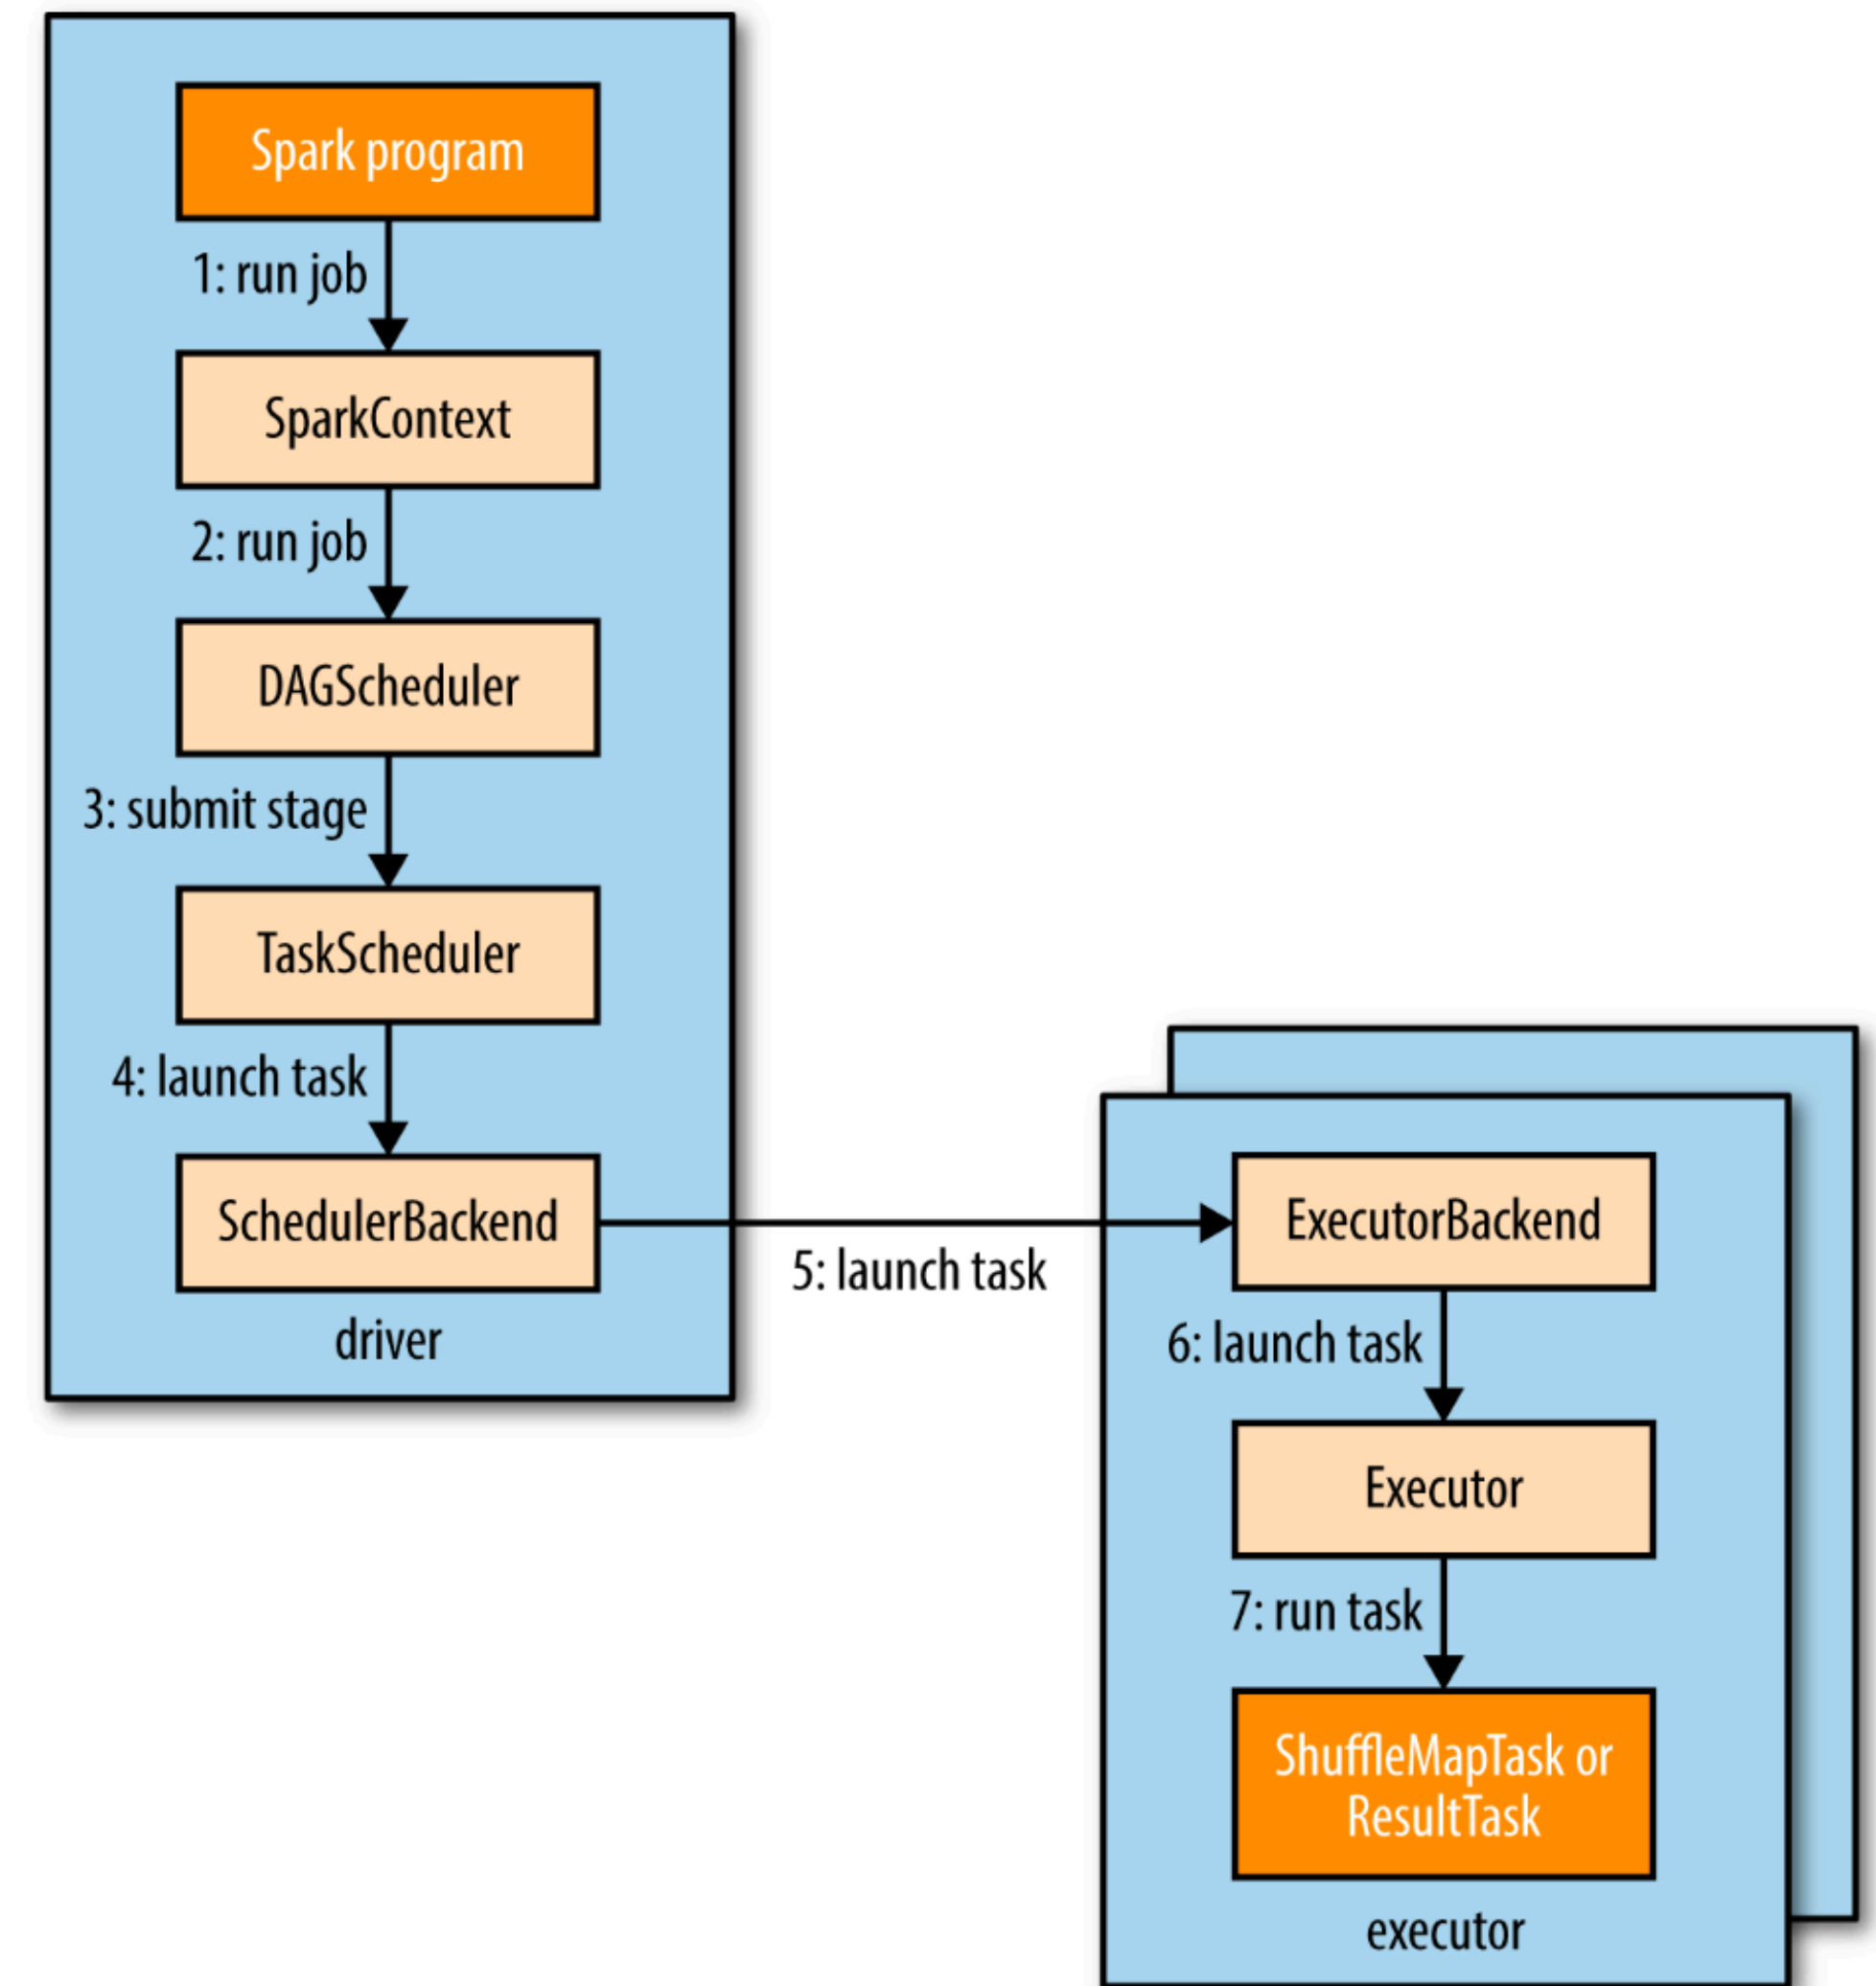 Spark program
1: run job
SparkContext
2: run job
DAGScheduler
3: submit stage
TaskScheduler
4: launch task
SchedulerBackend
driver
5: launch task
ExecutorBackend
6: launch task
Executor
7: run task
ShuffleMapTask or
ResultTask
executor